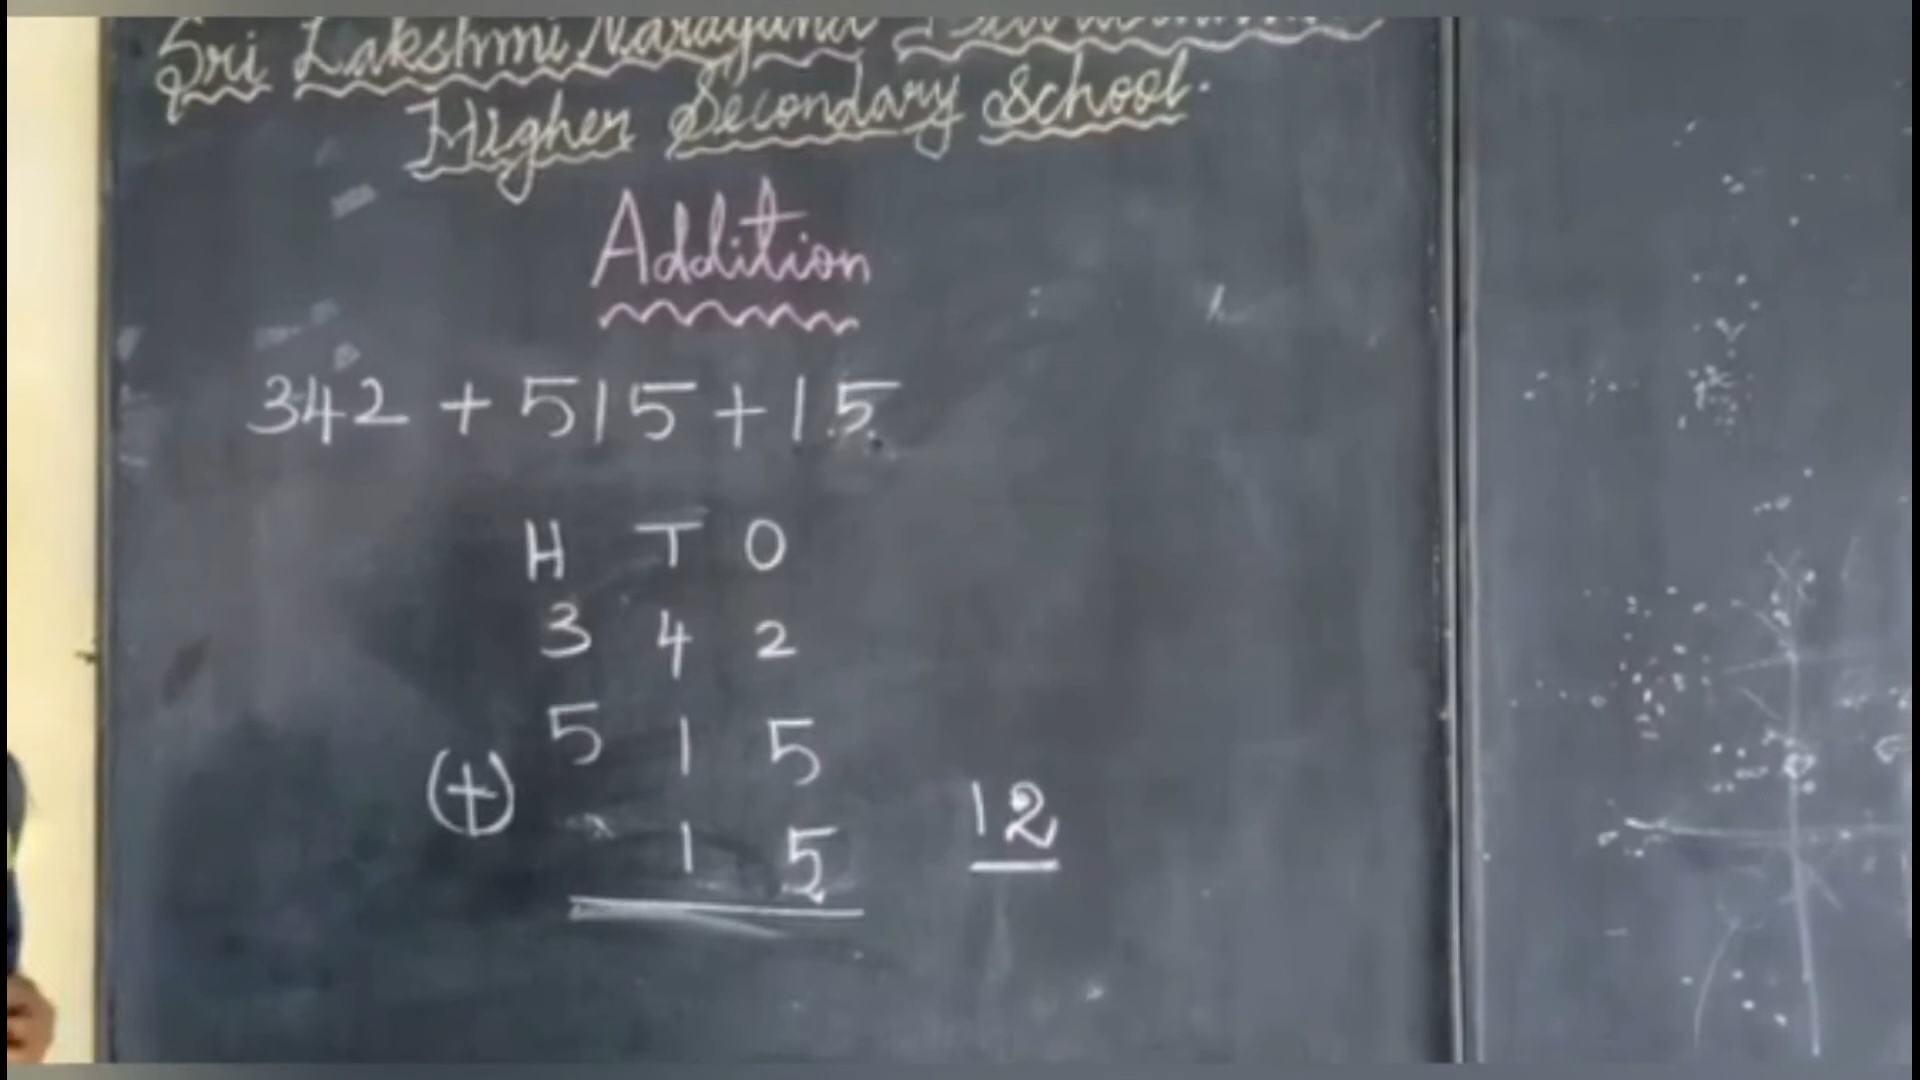 Sri Lakshmi Narayana
Higher Secondary School.
Addition
342 + 515 + 15
H T O
3 4 2
5 1 5
(+) 1 5
12